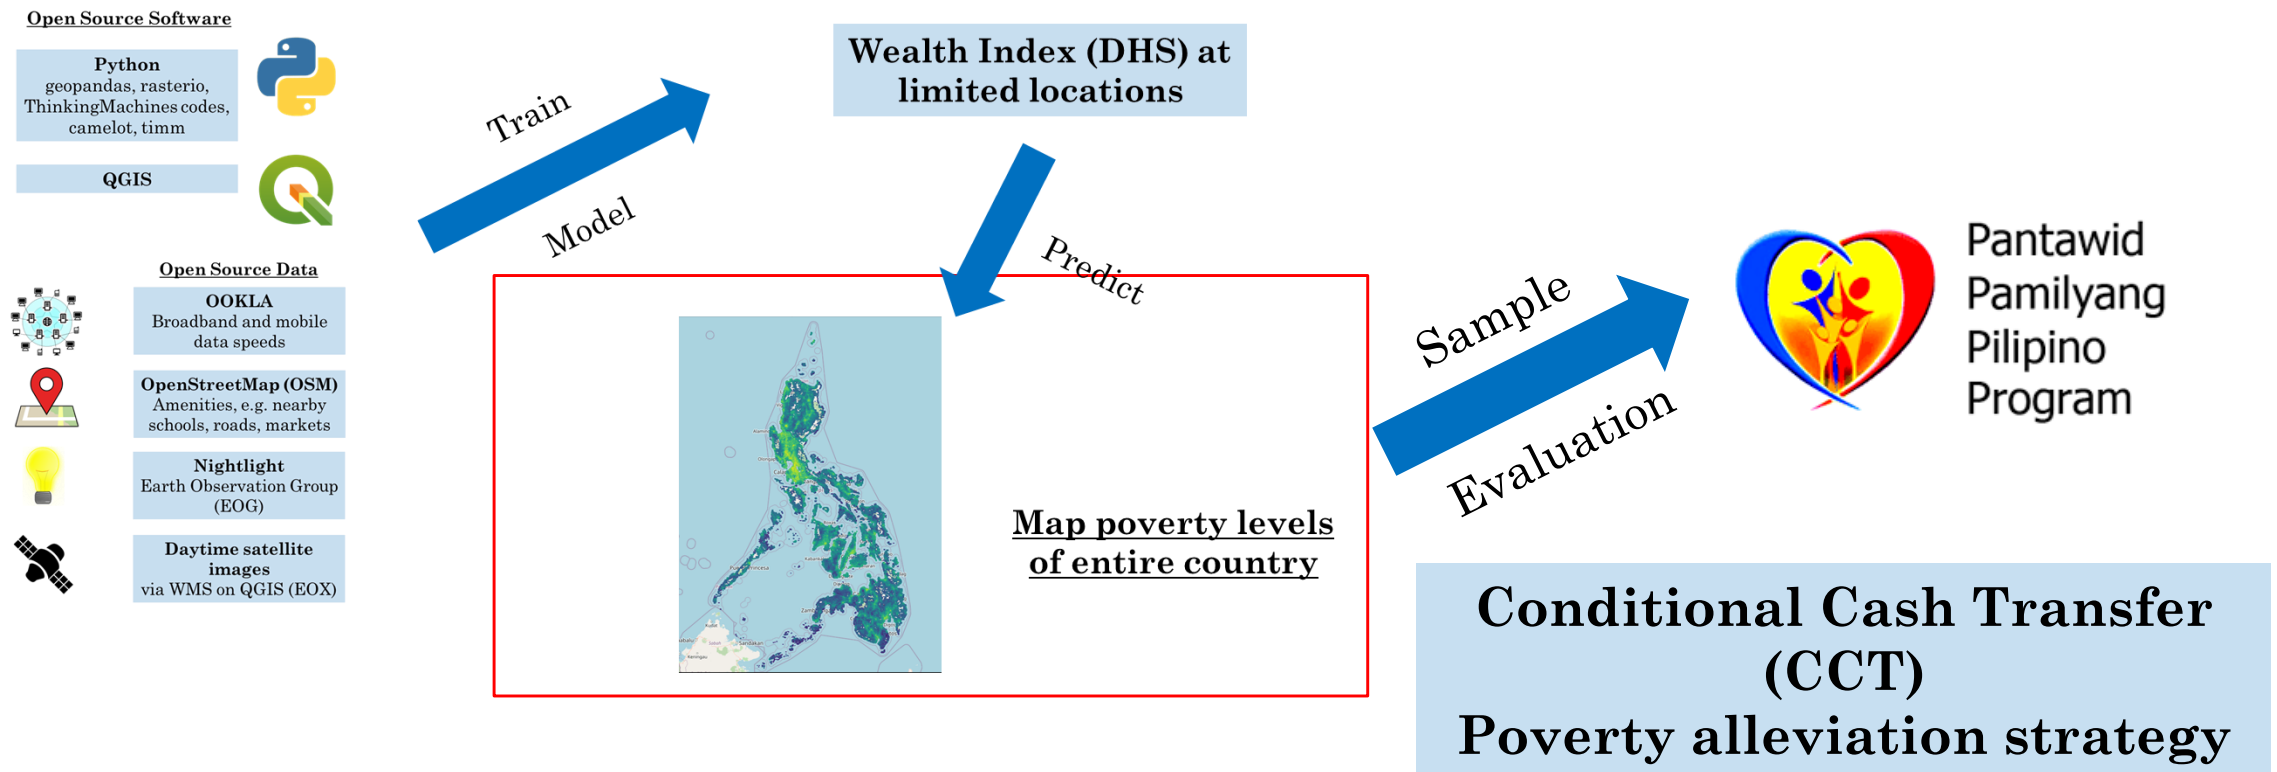 Open Source Software
Python
geopandas, rasterio,
ThinkingMachines codes,
camelot, timm
QGIS
Open Source Data
OOKLA
Broadband and mobile
data speeds
OpenStreetMap (OSM)
Amenities, e.g. nearby
schools, roads, markets
Nightlight
Earth Observation Group
(EOG)
Daytime satellite
images
via WMS on QGIS (EOX)
Train
Model
Wealth Index (DHS) at
limited locations
Predict
Map poverty levels
of entire country
Sample
Evaluation
Pantawid
Pamilyang
Pilipino
Program
Conditional Cash Transfer
(CCT)
Poverty alleviation strategy